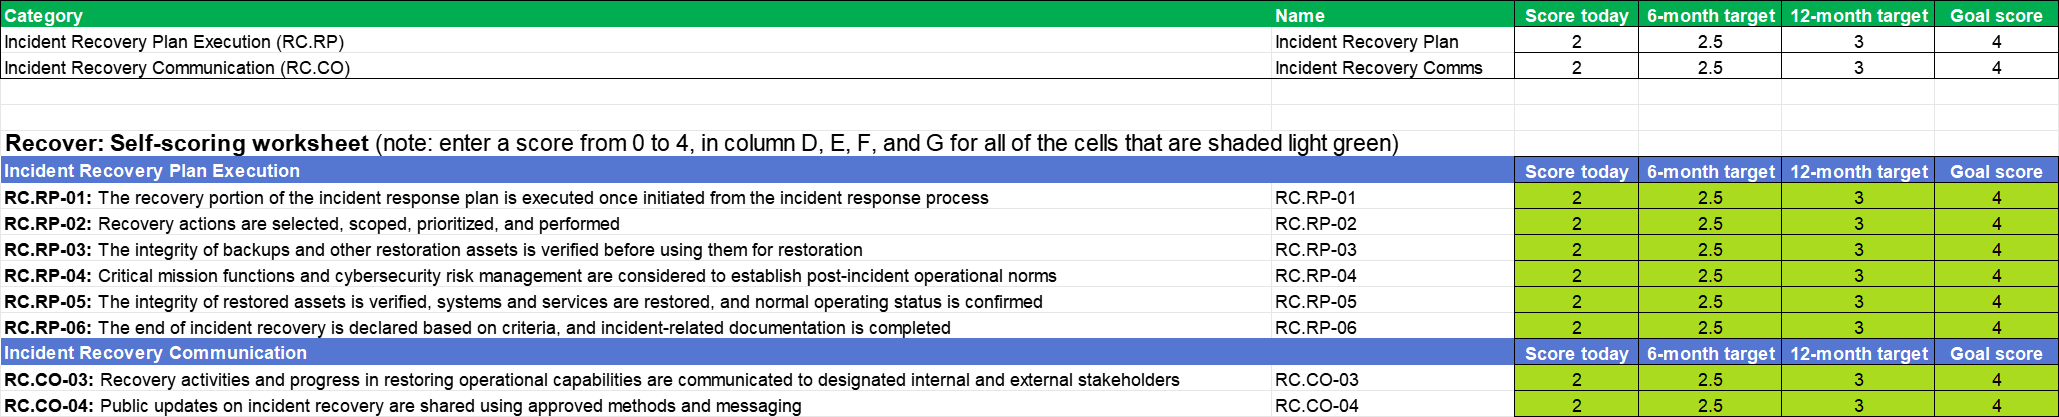 Category Name Score today 6-month target 12-month target Goal score
Incident Recovery Plan Execution (RC.RP) Incident Recovery Plan 2 2.5 3 4
Incident Recovery Communication (RC.CO) Incident Recovery Comms 2 2.5 3 4
Recover: Self-scoring worksheet (note: enter a score from 0 to 4, in column D, E, F, and G for all of the cells that are shaded light green)
Incident Recovery Plan Execution Score today 6-month target 12-month target Goal score
RC.RP-01: The recovery portion of the incident response plan is executed once initiated from the incident response process RC.RP-01 2 2.5 3 4
RC.RP-02: Recovery actions are selected, scoped, prioritized, and performed RC.RP-02 2 2.5 3 4
RC.RP-03: The integrity of backups and other restoration assets is verified before using them for restoration RC.RP-03 2 2.5 3 4
RC.RP-04: Critical mission functions and cybersecurity risk management are considered to establish post-incident operational norms RC.RP-04 2 2.5 3 4
RC.RP-05: The integrity of restored assets is verified, systems and services are restored, and normal operating status is confirmed RC.RP-05 2 2.5 3 4
RC.RP-06: The end of incident recovery is declared based on criteria, and incident-related documentation is completed RC.RP-06 2 2.5 3 4
Incident Recovery Communication Score today 6-month target 12-month target Goal score
RC.CO-03: Recovery activities and progress in restoring operational capabilities are communicated to designated internal and external stakeholders RC.CO-03 2 2.5 3 4
RC.CO-04: Public updates on incident recovery are shared using approved methods and messaging RC.CO-04 2 2.5 3 4